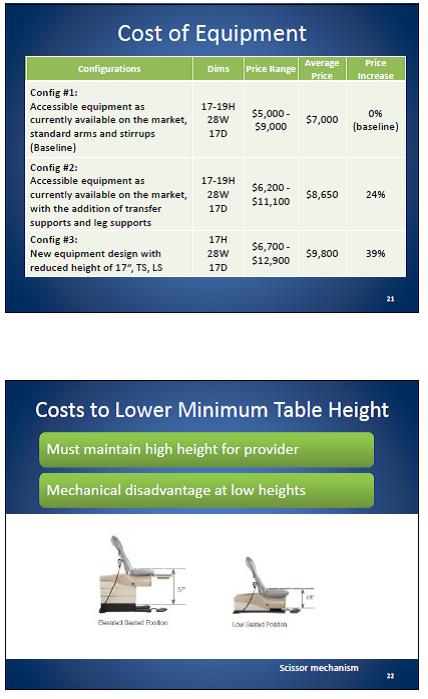 Cost of Equipment
Configurations
Dims
Price Range
Average
Price
Price
Increase
Config #1:
Accessible equipment as
currently available on the market,
standard arms and stirrups
(Baseline)
17-19H
28W
17D
$5,000 -
$9,000
$7,000
0%
(baseline)
Config #2:
Accessible equipment as
currently available on the market,
with the addition of transfer
supports and leg supports
17-19H
28W
17D
$6,200 -
$11,100
$8,650
24%
Config #3:
New equipment design with
reduced height of 17", TS, LS
17H
28W
17D
$6,700 -
$12,900
$9,800
39%
21
Costs to Lower Minimum Table Height
Must maintain high height for provider
Mechanical disadvantage at low heights
37"
18"
Elevated Seated Position
Low Seated Position
Scissor mechanism
22